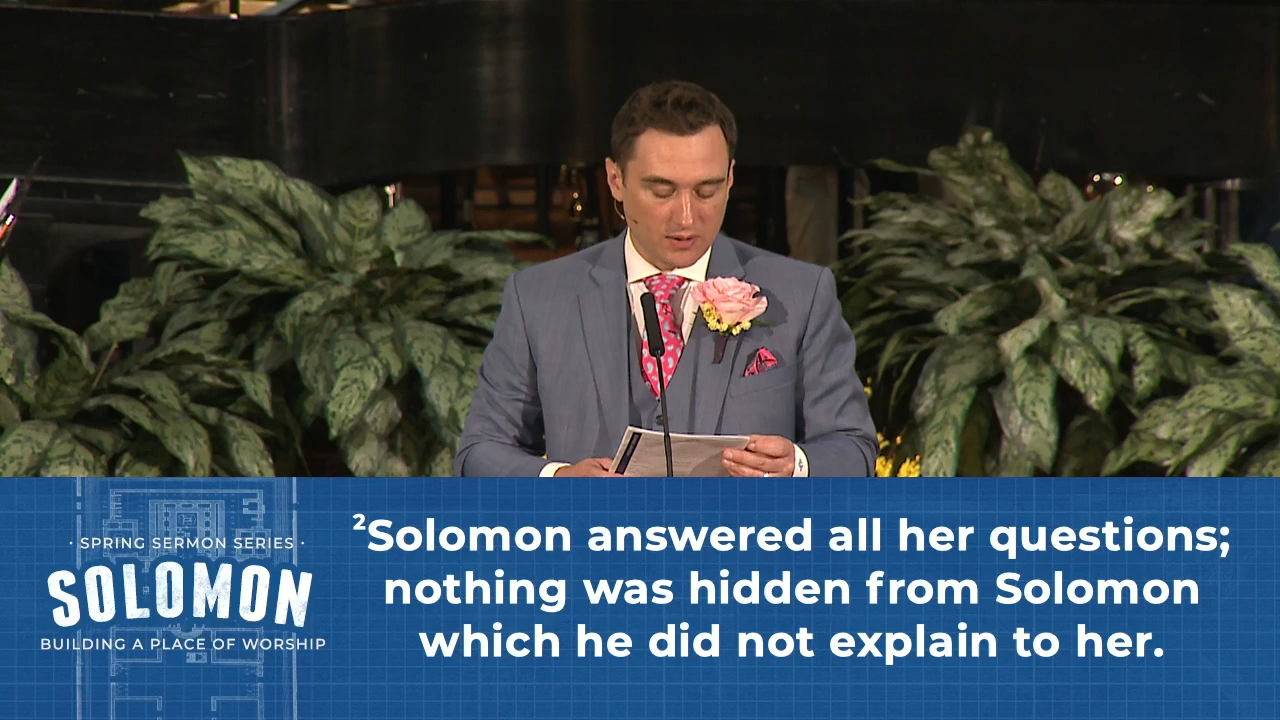 · SPRING SERMON SERIES ·
SOLOMON
BUILDING A PLACE OF WORSHIP
²Solomon answered all her questions;
nothing was hidden from Solomon
which he did not explain to her.